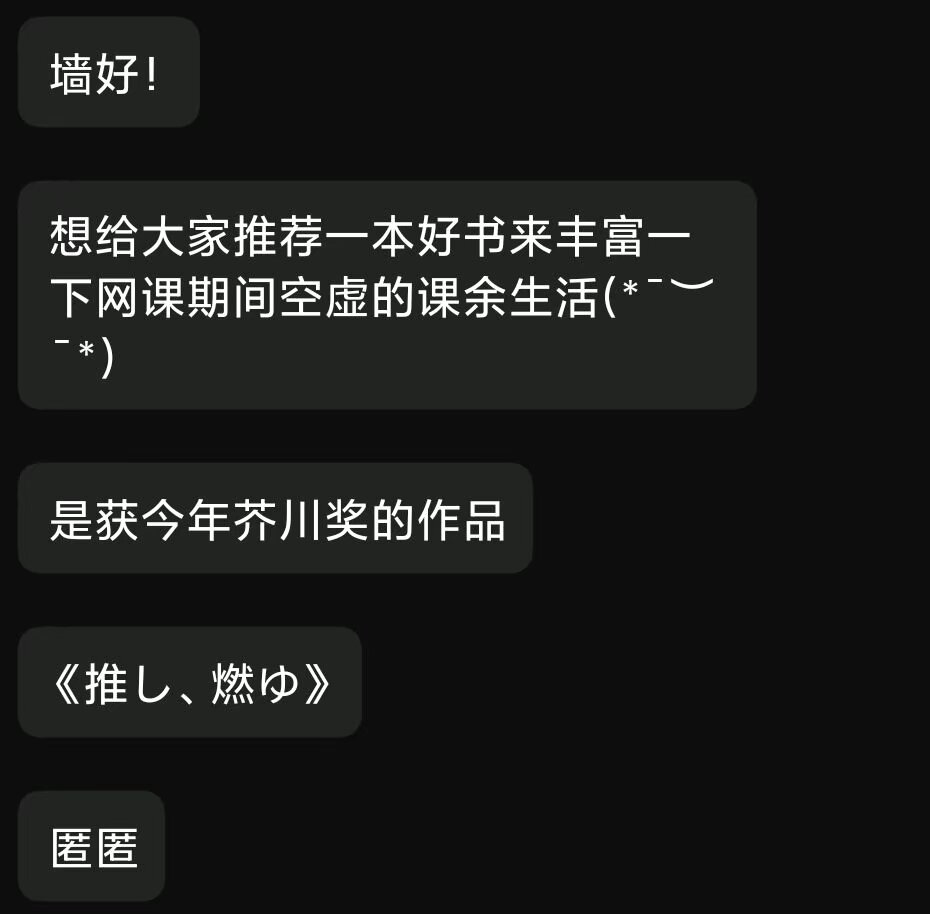 墙好!
想给大家推荐一本好书来丰富一
下网课期间空虚的课余生活(*¯︶
¯*)
是获今年芥川奖的作品
《推し、燃ゆ》
匿匿